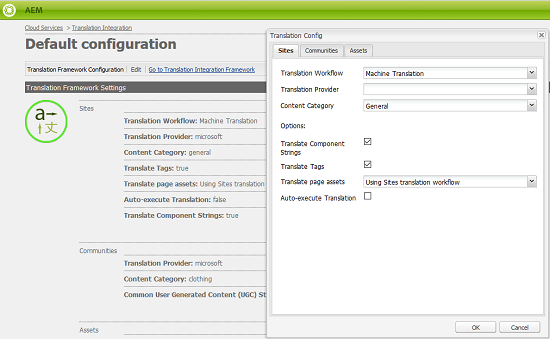 AEM
Cloud Services > Translation Integration
Default configuration
Translation Framework Configuration Edit Go to Translation Integration Framework
Translation Framework Settings
a
文
Sites
Translation Workflow: Machine Translation
Translation Provider: microsoft
Content Category: general
Translate Tags: true
Translate page assets: Using Sites translation
Auto-execute Translation: false
Translate Component Strings: true
Communities
Translation Provider: microsoft
Content Category: clothing
Common User Generated Content (UGC) St
Assets
Translation Config
Sites Communities Assets
Translation Workflow Machine Translation
Translation Provider
Content Category General
Options:
Translate Component
Strings
Translate Tags
Translate page assets Using Sites translation workflow
Auto-execute Translation
OK Cancel